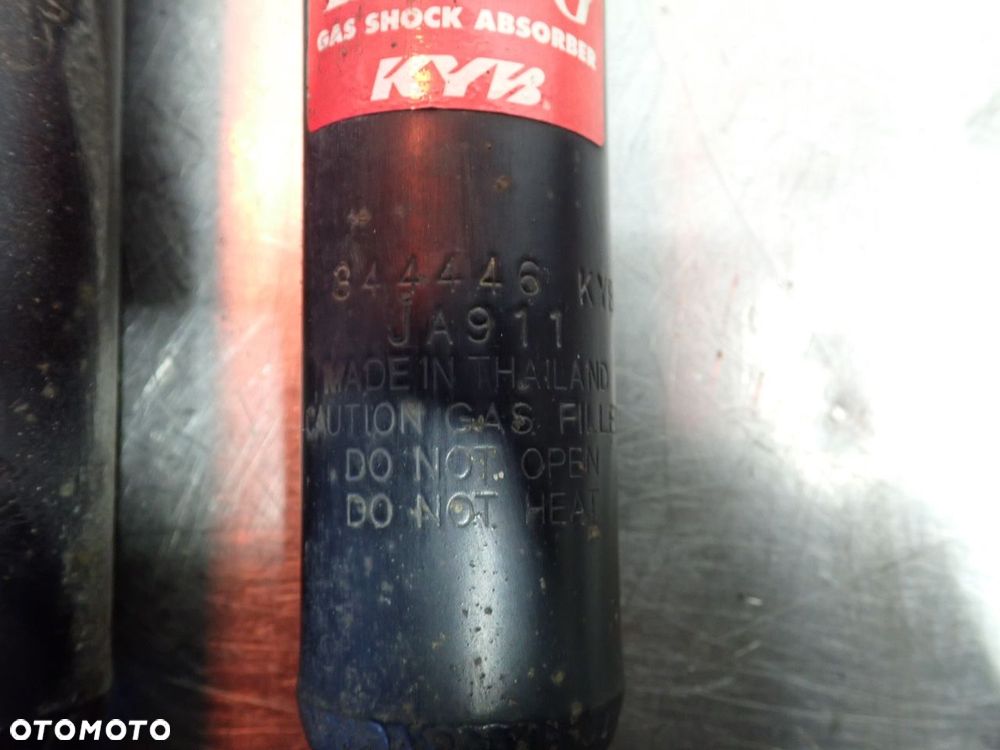 GAS SHOCK ABSORBER
KYB
344446 KYB
JA911
MADE IN THAILAND
CAUTION GAS FILLE
DO NOT OPEN
DO NOT HEAT
OTOMOTO